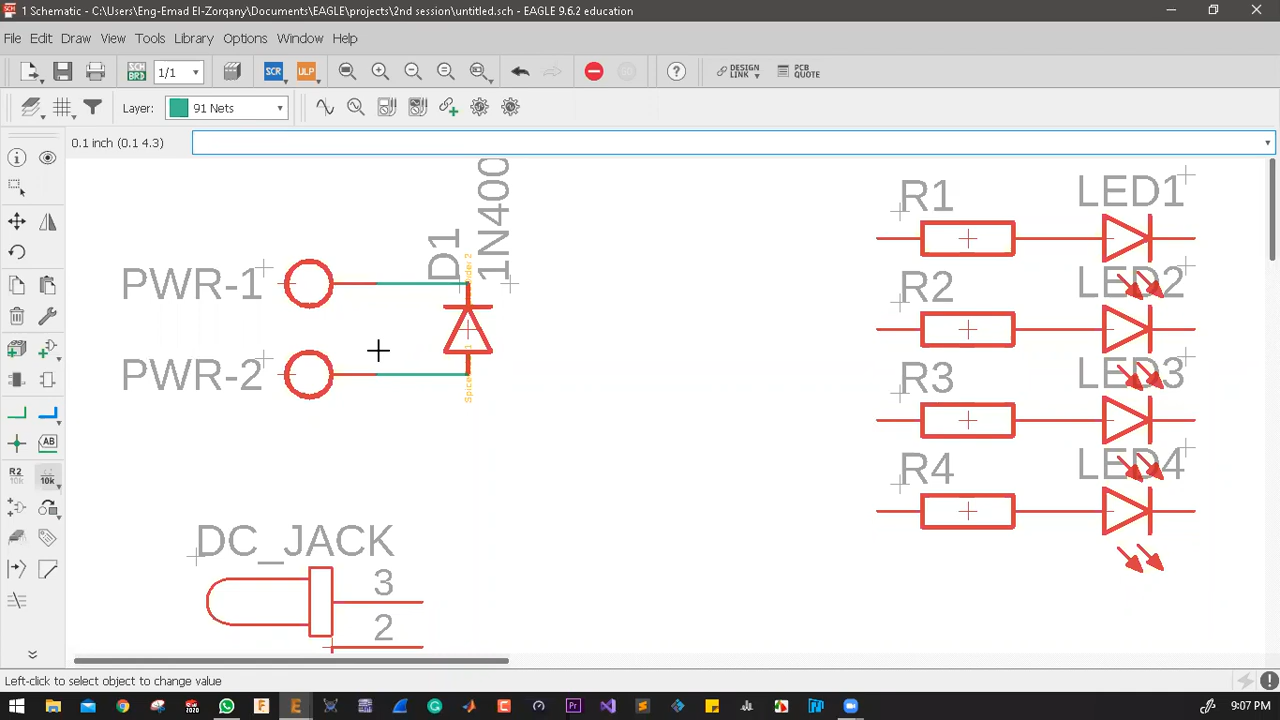 1 Schematic - C:\Users\Eng-Emad El-Zorgany\Documents\EAGLE\projects\2nd session\untitled.sch - EAGLE 9.6.2 education
File Edit Draw View Tools Library Options Window Help
SCH BRD 1/1 SCR ULP DESIGN LINK PCB QUOTE
Layer: 91 Nets
0.1 inch (0.1 4.3)
D1
1N400
PWR-1
PWR-2
R1 LED1
R2 LED2
R3 LED3
R4 LED4
DC_JACK
3
2
AB
R2
10k
10k
Left-click to select object to change value
9:07 PM